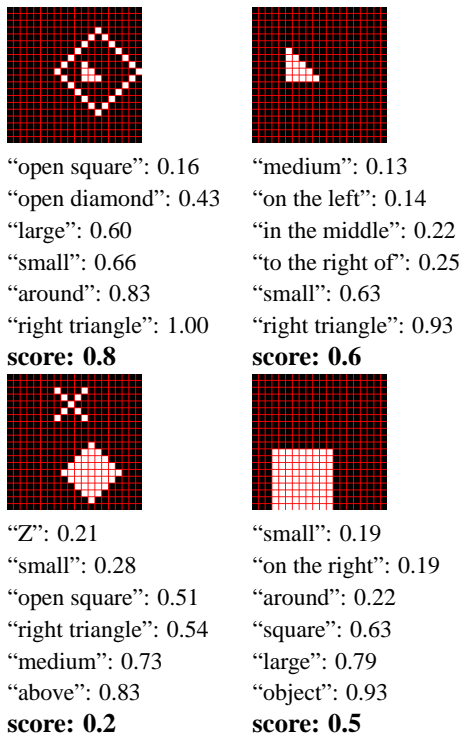 “open square”: 0.16
“open diamond”: 0.43
“large”: 0.60
“small”: 0.66
“around”: 0.83
“right triangle”: 1.00
score: 0.8
“medium”: 0.13
“on the left”: 0.14
“in the middle”: 0.22
“to the right of”: 0.25
“small”: 0.63
“right triangle”: 0.93
score: 0.6
“Z”: 0.21
“small”: 0.28
“open square”: 0.51
“right triangle”: 0.54
“medium”: 0.73
“above”: 0.83
score: 0.2
“small”: 0.19
“on the right”: 0.19
“around”: 0.22
“square”: 0.63
“large”: 0.79
“object”: 0.93
score: 0.5